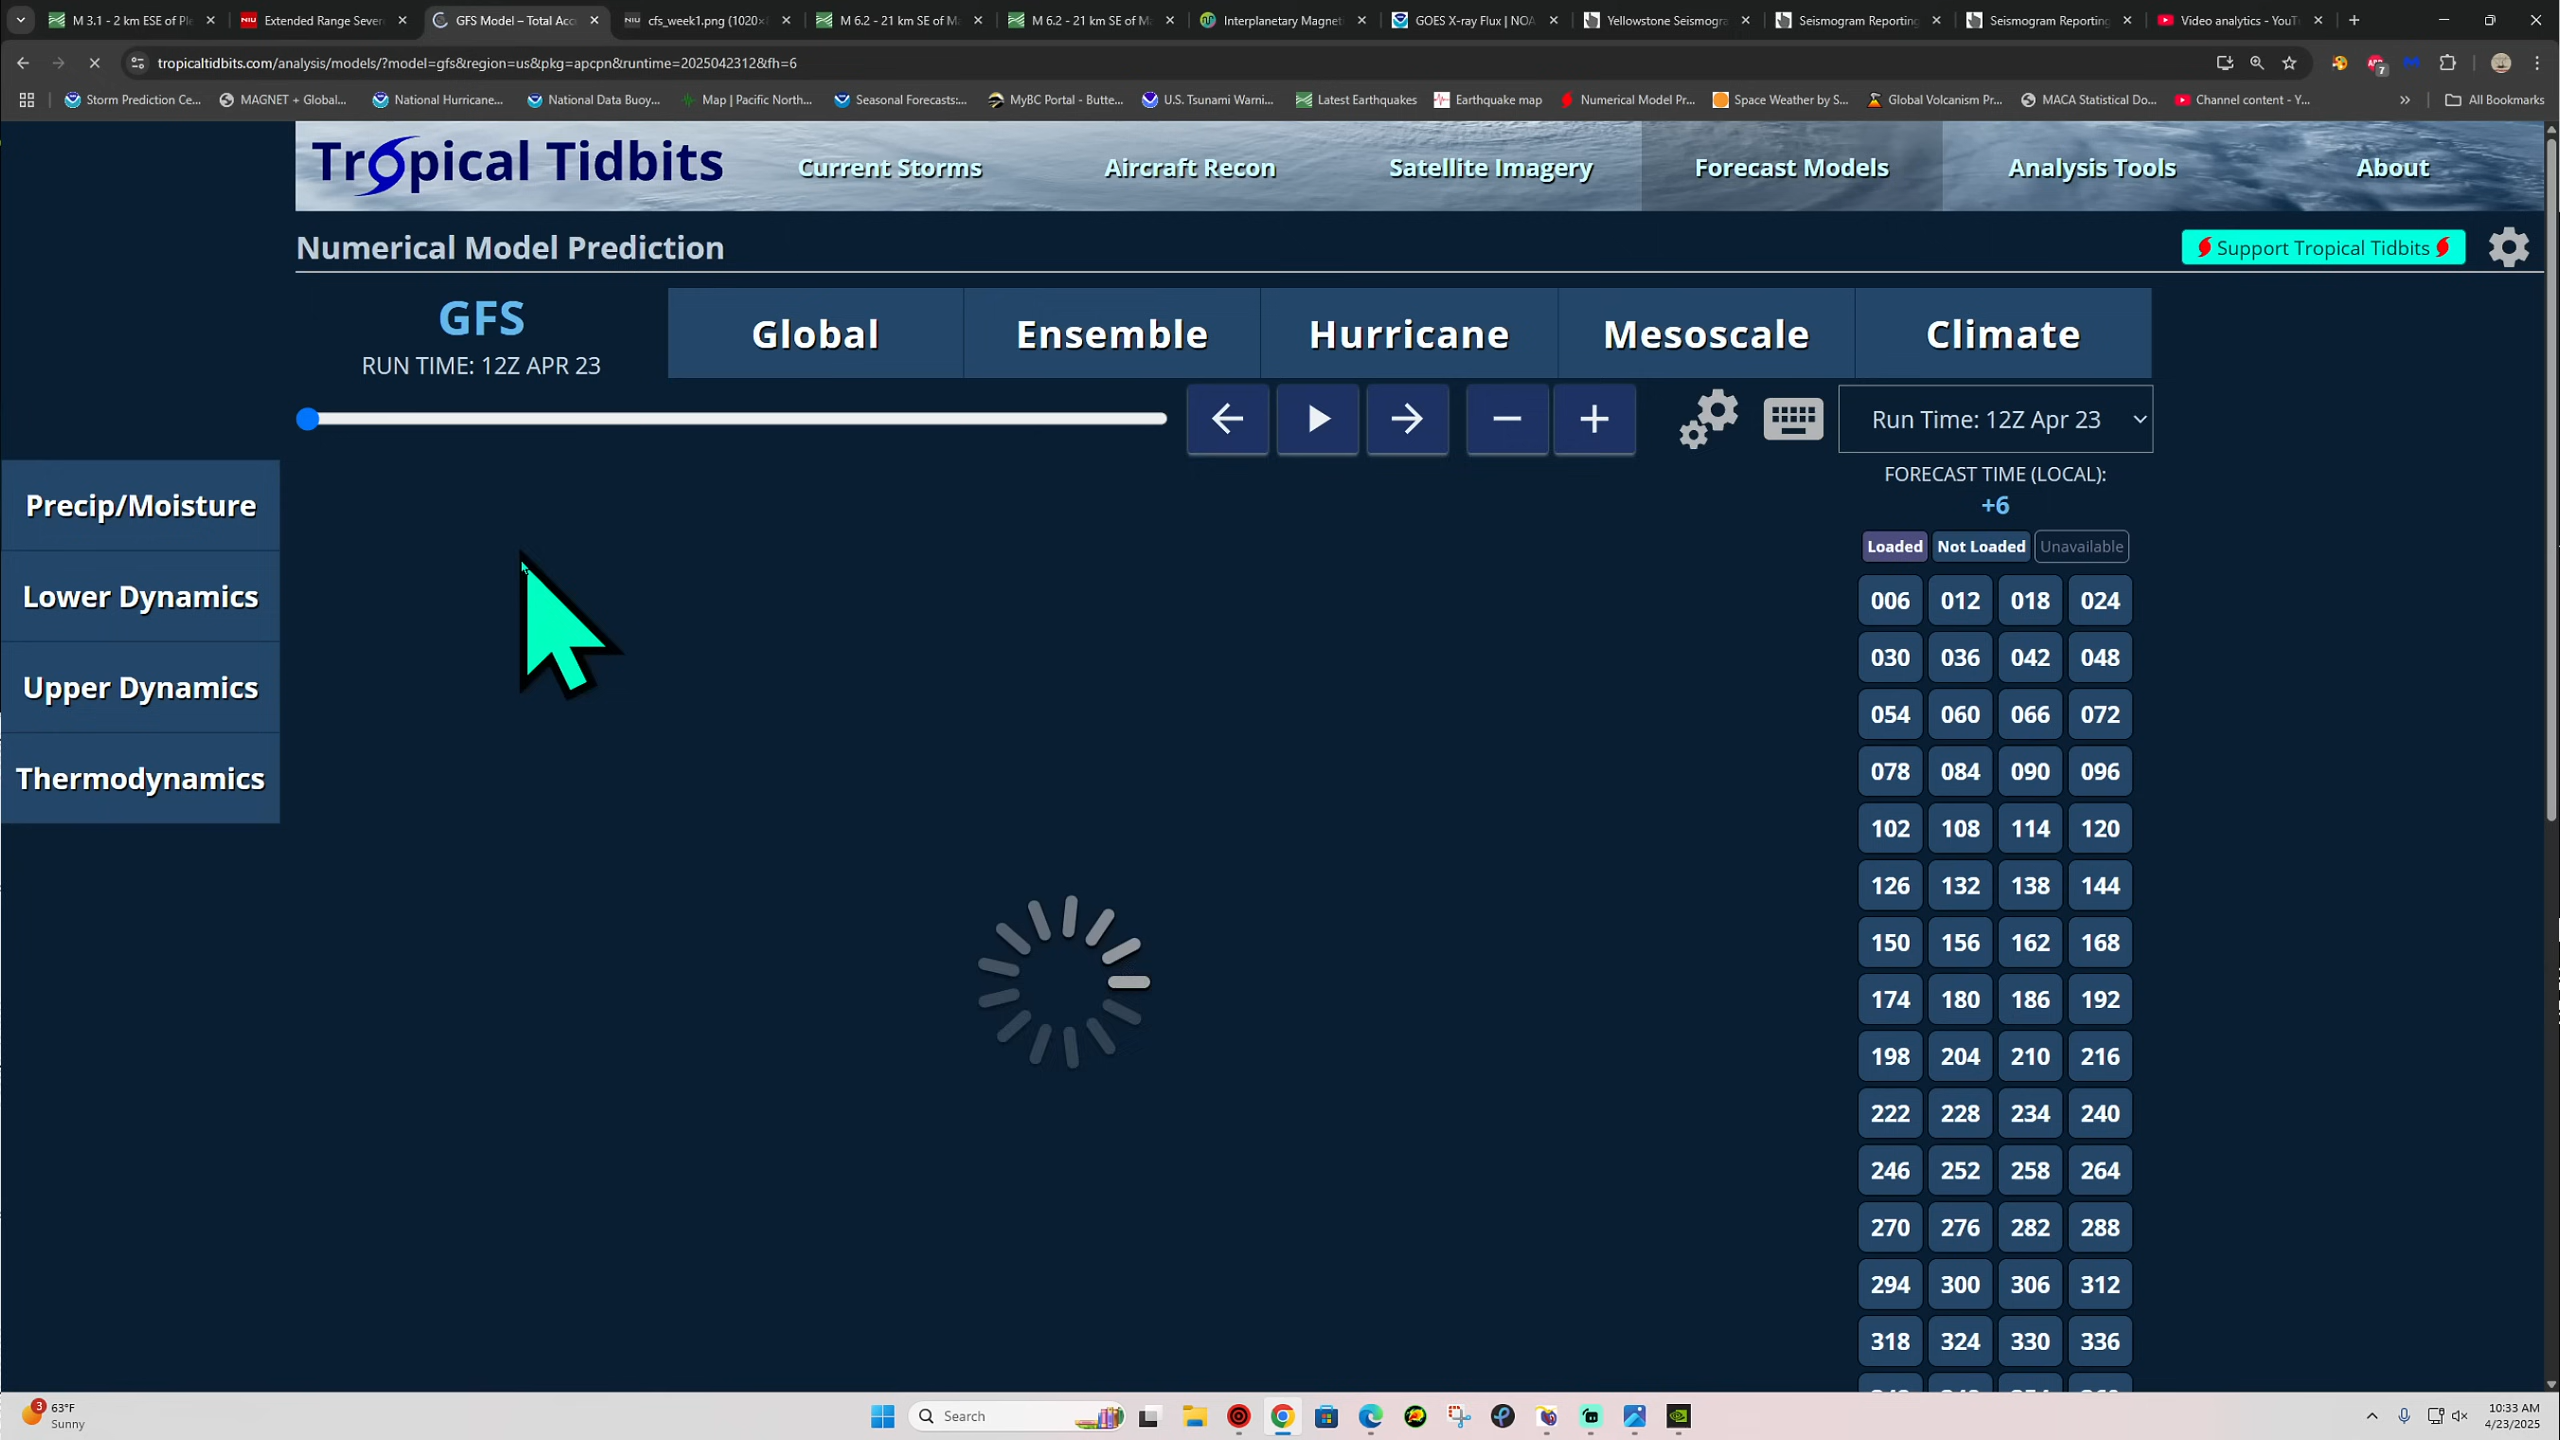 M 3.1 - 2 km ESE of Ple
Extended Range Sever
GFS Model – Total Acc
cfs_week1.png (1020×
M 6.2 - 21 km SE of Ma
M 6.2 - 21 km SE of Ma
Interplanetary Magnet
GOES X-ray Flux | NOA
Yellowstone Seismogra
Seismogram Reporting
Seismogram Reporting
Video analytics - YouTu
tropicaltidbits.com/analysis/models/?model=gfs&region=us&pkg=apcpn&runtime=2025042312&fh=6
7
Storm Prediction Ce...
MAGNET + Global...
National Hurricane...
National Data Buoy...
Map | Pacific North...
Seasonal Forecasts:...
MyBC Portal - Butte...
U.S. Tsunami Warni...
Latest Earthquakes
Earthquake map
Numerical Model Pr...
Space Weather by S...
Global Volcanism Pr...
MACA Statistical Do...
Channel content - Y...
All Bookmarks
Tropical Tidbits
Current Storms
Aircraft Recon
Satellite Imagery
Forecast Models
Analysis Tools
About
Numerical Model Prediction
Support Tropical Tidbits
GFS
RUN TIME: 12Z APR 23
Global
Ensemble
Hurricane
Mesoscale
Climate
Run Time: 12Z Apr 23
FORECAST TIME (LOCAL):
+6
Loaded Not Loaded Unavailable
Precip/Moisture
Lower Dynamics
Upper Dynamics
Thermodynamics
006 012 018 024
030 036 042 048
054 060 066 072
078 084 090 096
102 108 114 120
126 132 138 144
150 156 162 168
174 180 186 192
198 204 210 216
222 228 234 240
246 252 258 264
270 276 282 288
294 300 306 312
318 324 330 336
3
63°F
Sunny
Search
10:33 AM
4/23/2025